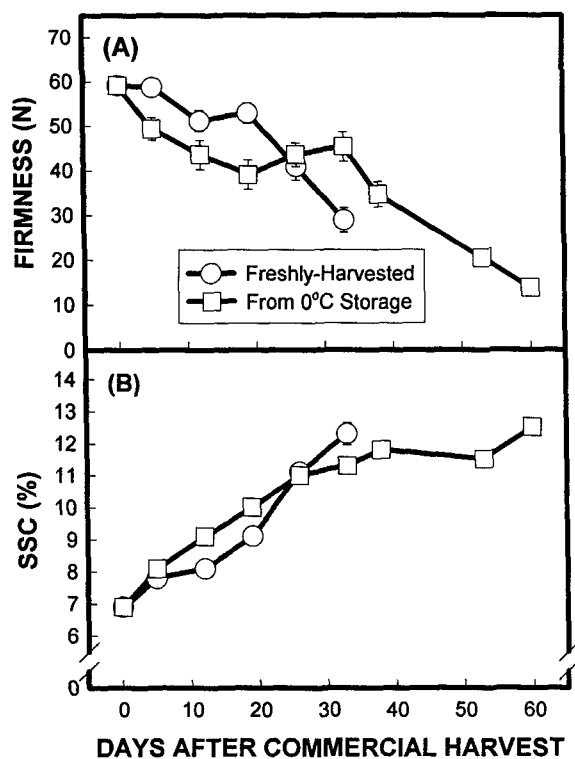 (A)
FIRMNESS (N)
70
60
50
40
30
20
10
0
Freshly-Harvested
From 0°C Storage
(B)
SSC (%)
14
13
12
11
10
9
8
7
6
0
0 10 20 30 40 50 60
DAYS AFTER COMMERCIAL HARVEST